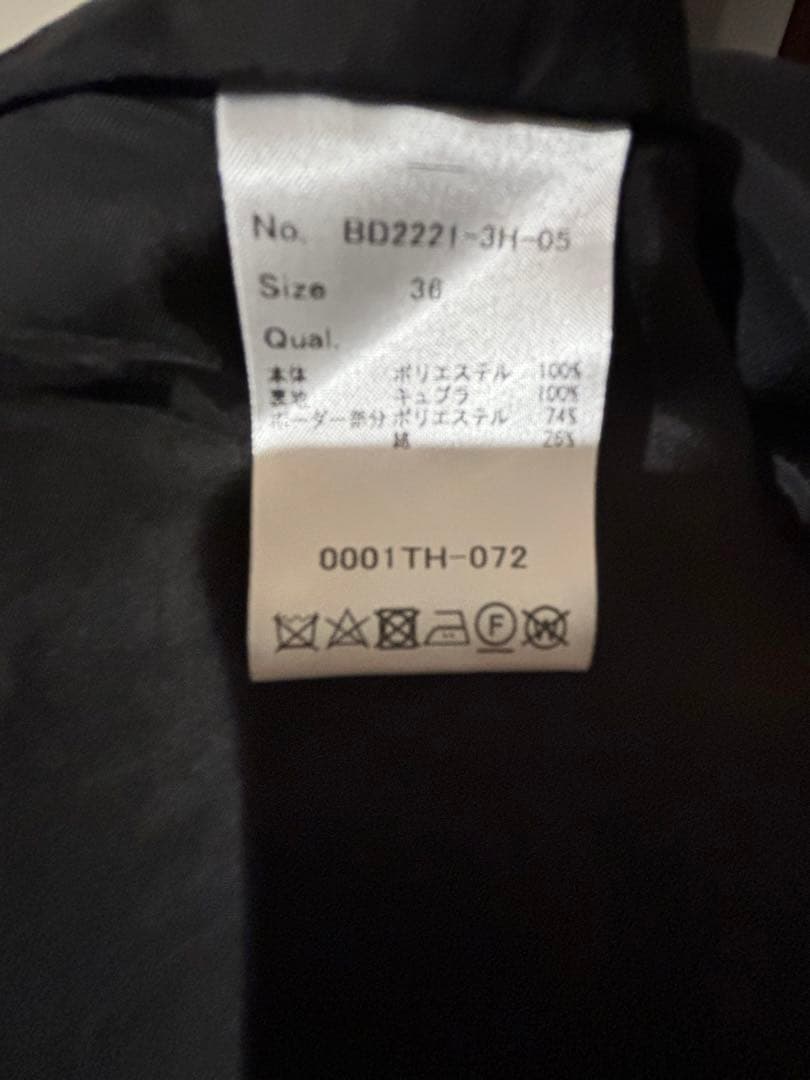 No. BD2221-3H-05
Size 36
Qual.
本体 ポリエステル 100%
裏地 キュプラ 100%
ボーダー部分 ポリエステル 74%
綿 26%
0001TH-072
F W